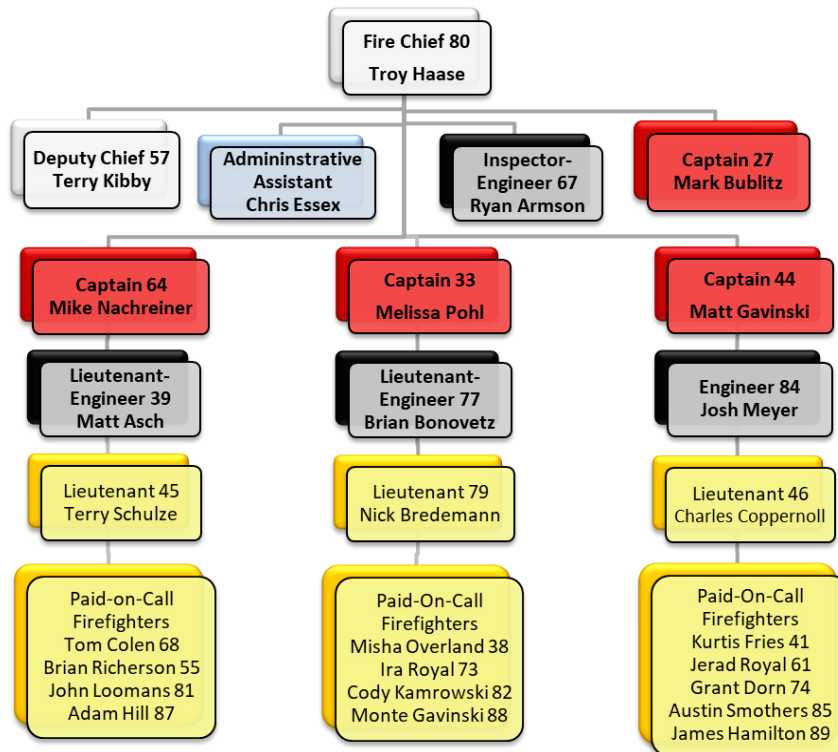 Fire Chief 80
Troy Haase
Deputy Chief 57
Terry Kibby
Admininstrative
Assistant
Chris Essex
Inspector-
Engineer 67
Ryan Armson
Captain 27
Mark Bublitz
Captain 64
Mike Nachreiner
Captain 33
Melissa Pohl
Captain 44
Matt Gavinski
Lieutenant-
Engineer 39
Matt Asch
Lieutenant-
Engineer 77
Brian Bonovetz
Engineer 84
Josh Meyer
Lieutenant 45
Terry Schulze
Lieutenant 79
Nick Bredemann
Lieutenant 46
Charles Coppernoll
Paid-on-Call
Firefighters
Tom Colen 68
Brian Richerson 55
John Loomans 81
Adam Hill 87
Paid-On-Call
Firefighters
Misha Overland 38
Ira Royal 73
Cody Kamrowski 82
Monte Gavinski 88
Paid-On-Call
Firefighters
Kurtis Fries 41
Jerad Royal 61
Grant Dorn 74
Austin Smothers 85
James Hamilton 89